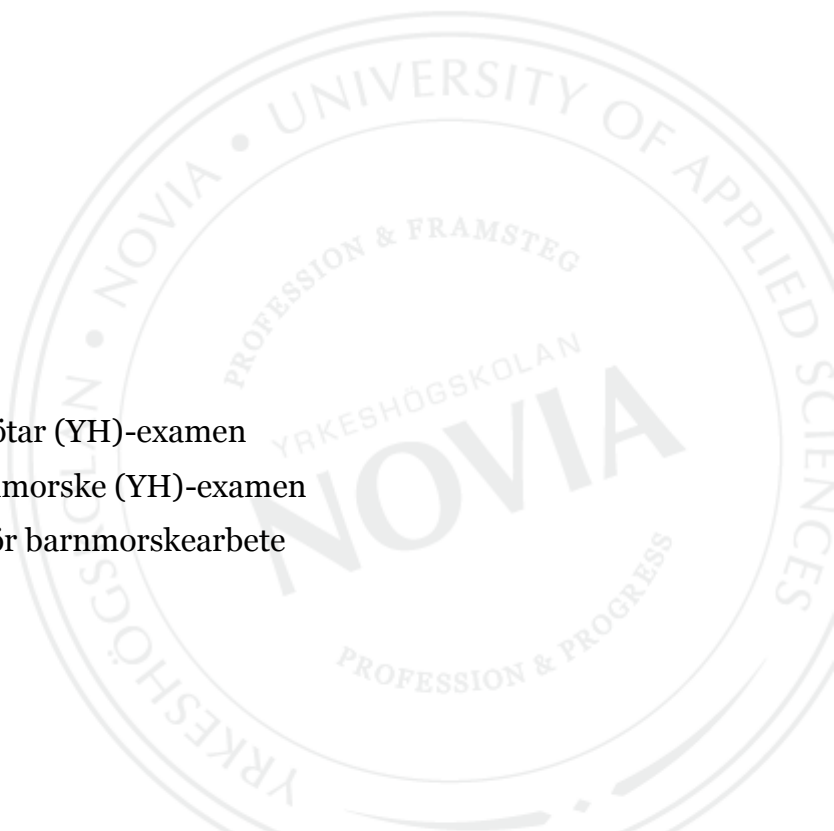 UNIVERSITY OF APPLIED SCIENCES
YRKESHÖGSKOLAN • NOVIA •
PROFESSION & FRAMSTEG
YRKESHÖGSKOLAN
NOVIA
PROFESSION & PROGRESS
ötar (YH)-examen
morske (YH)-examen
ör barnmorskearbete